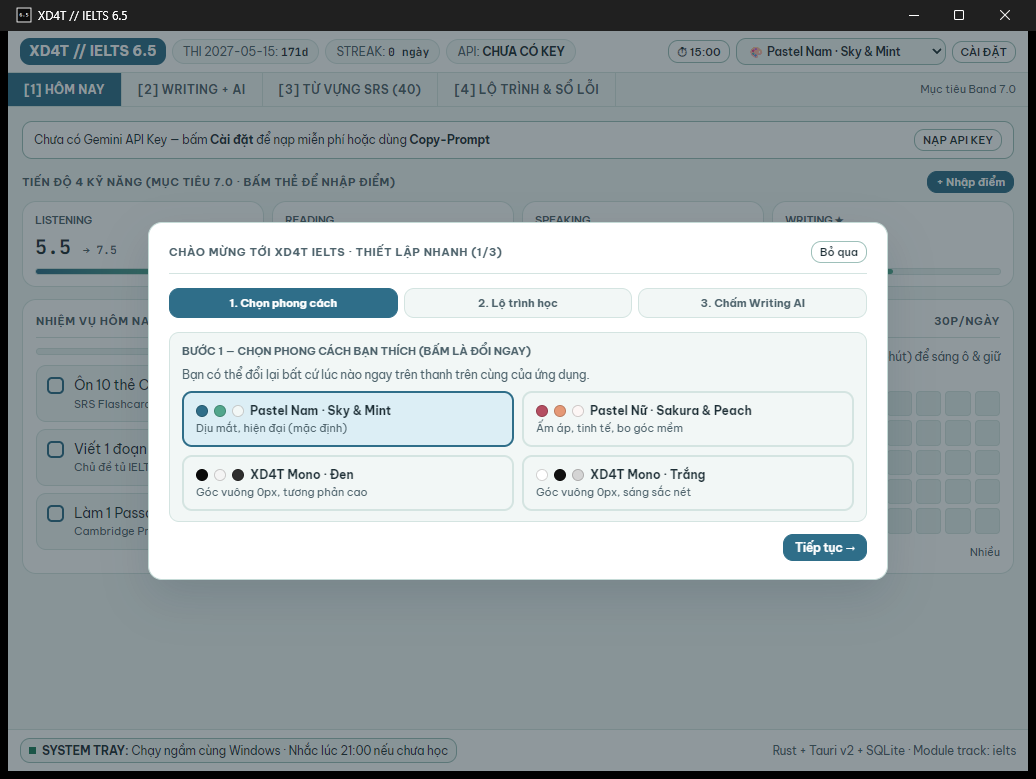 XD4T // IELTS 6.5
XD4T // IELTS 6.5
THI 2027-05-15: 171d
STREAK: 0 ngày
API: CHƯA CÓ KEY
15:00
Pastel Nam · Sky & Mint
CÀI ĐẶT
[1] HÔM NAY
[2] WRITING + AI
[3] TỪ VỰNG SRS (40)
[4] LỘ TRÌNH & SỔ LỖI
Mục tiêu Band 7.0
Chưa có Gemini API Key — bấm Cài đặt để nạp miễn phí hoặc dùng Copy-Prompt
NẠP API KEY
TIẾN ĐỘ 4 KỸ NĂNG (MỤC TIÊU 7.0 · BẤM THẺ ĐỂ NHẬP ĐIỂM)
+ Nhập điểm
LISTENING
READING
SPEAKING
WRITING ★
5.5 → 7.5
CHÀO MỪNG TỚI XD4T IELTS · THIẾT LẬP NHANH (1/3)
Bỏ qua
1. Chọn phong cách
2. Lộ trình học
3. Chấm Writing AI
BƯỚC 1 — CHỌN PHONG CÁCH BẠN THÍCH (BẤM LÀ ĐỔI NGAY)
Bạn có thể đổi lại bất cứ lúc nào ngay trên thanh trên cùng của ứng dụng.
Pastel Nam · Sky & Mint
Dịu mắt, hiện đại (mặc định)
Pastel Nữ · Sakura & Peach
Ấm áp, tinh tế, bo góc mềm
XD4T Mono · Đen
Góc vuông 0px, tương phản cao
XD4T Mono · Trắng
Góc vuông 0px, sáng sắc nét
Tiếp tục →
NHIỆM VỤ HÔM NA
30P/NGÀY
hút) để sáng ô & giữ
Ôn 10 thẻ
SRS Flashcar
Viết 1 đoạn
Chủ đề tủ IELT
Làm 1 Pass
Cambridge Pr
Nhiều
SYSTEM TRAY: Chạy ngầm cùng Windows · Nhắc lúc 21:00 nếu chưa học
Rust + Tauri v2 + SQLite · Module track: ielts